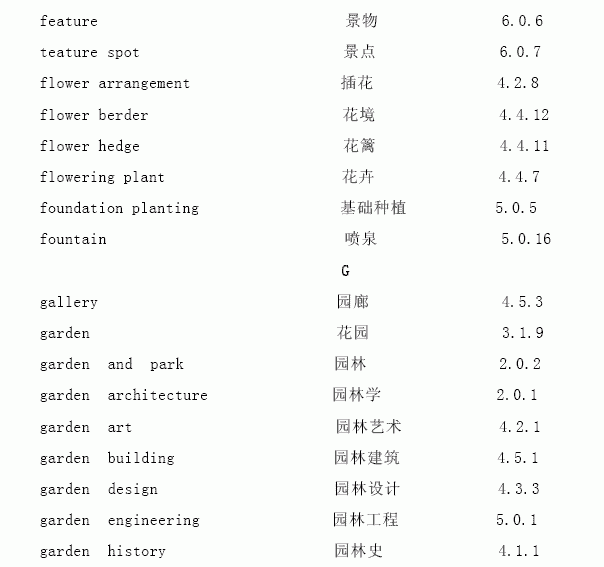 feature 景物 6.0.6
teature spot 景点 6.0.7
flower arrangement 插花 4.2.8
flower berder 花境 4.4.12
flower hedge 花篱 4.4.11
flowering plant 花卉 4.4.7
foundation planting 基础种植 5.0.5
fountain 喷泉 5.0.16
G
gallery 园廊 4.5.3
garden 花园 3.1.9
garden and park 园林 2.0.2
garden architecture 园林学 2.0.1
garden art 园林艺术 4.2.1
garden building 园林建筑 4.5.1
garden design 园林设计 4.3.3
garden engineering 园林工程 5.0.1
garden history 园林史 4.1.1